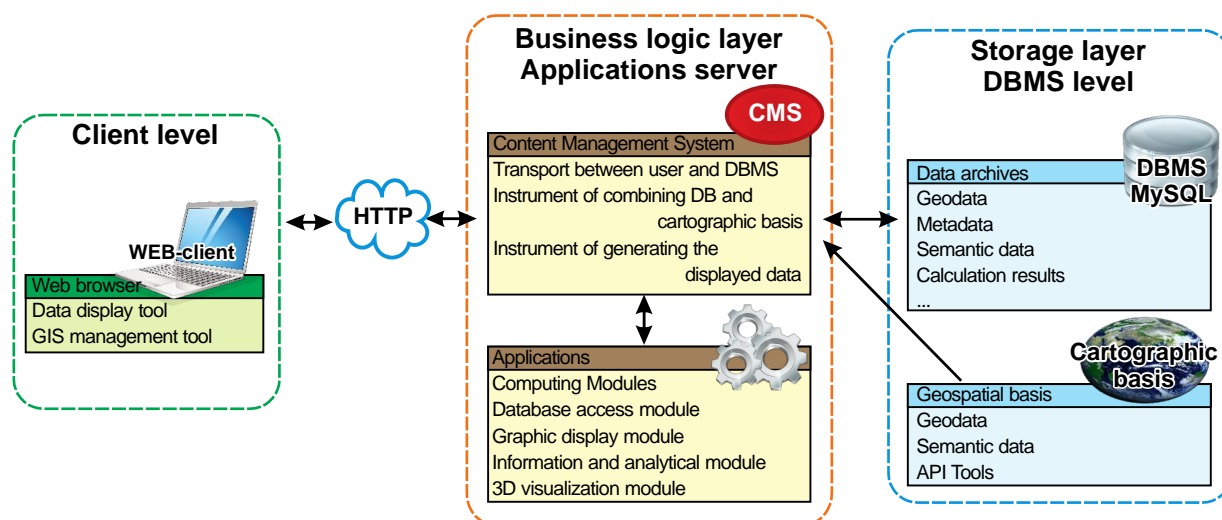 Client level
WEB-client
Web browser
Data display tool
GIS management tool
HTTP
Business logic layer
Applications server
CMS
Content Management System
Transport between user and DBMS
Instrument of combining DB and
cartographic basis
Instrument of generating the
displayed data
Applications
Computing Modules
Database access module
Graphic display module
Information and analytical module
3D visualization module
Storage layer
DBMS level
DBMS
MySQL
Data archives
Geodata
Metadata
Semantic data
Calculation results
...
Cartographic
basis
Geospatial basis
Geodata
Semantic data
API Tools